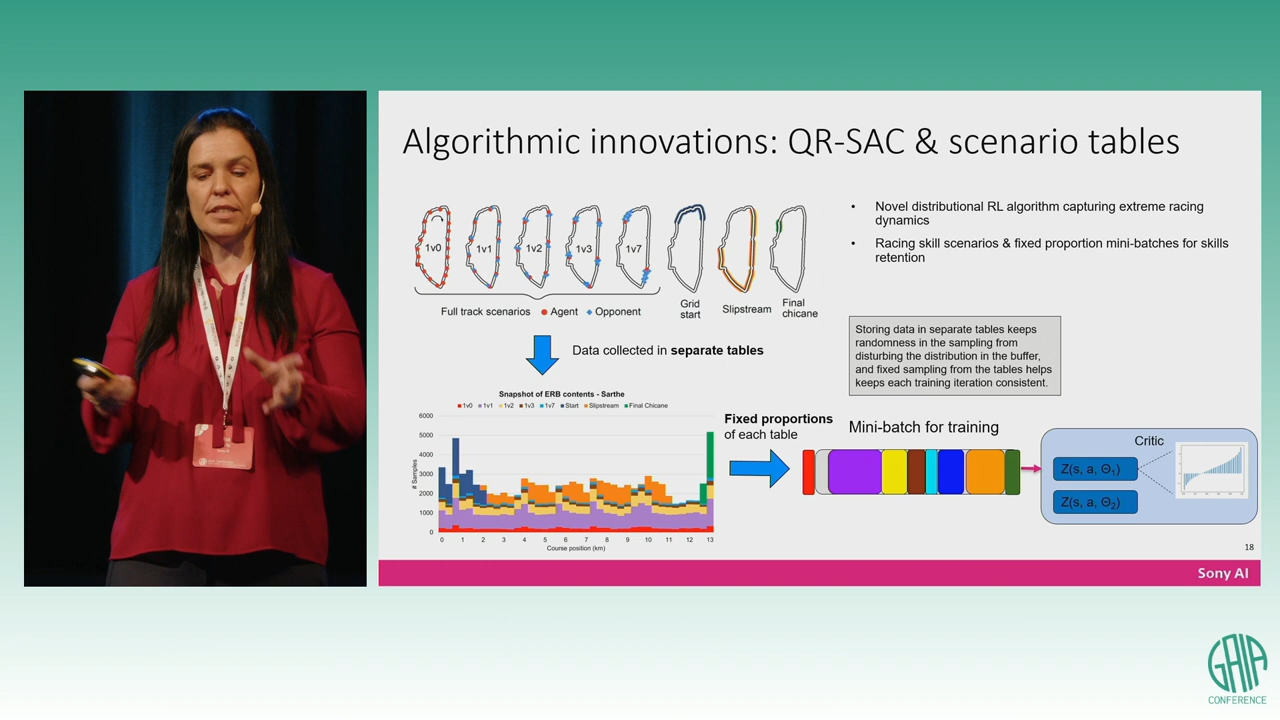 Algorithmic innovations: QR-SAC & scenario tables
1v0
1v1
1v2
1v3
1v7
Full track scenarios
Agent
Opponent
Grid
start
Slipstream
Final
chicane
• Novel distributional RL algorithm capturing extreme racing
dynamics
• Racing skill scenarios & fixed proportion mini-batches for skills
retention
Data collected in separate tables
Storing data in separate tables keeps
randomness in the sampling from
disturbing the distribution in the buffer,
and fixed sampling from the tables helps
keeps each training iteration consistent.
Snapshot of ERB contents - Sarthe
1v0 1v1 1v2 1v3 1v7 Start Slipstream Final Chicane
# Samples
6000
5000
4000
3000
2000
1000
0
0 1 2 3 4 5 6 7 8 9 10 11 12 13
Course position (km)
Fixed proportions
of each table
Mini-batch for training
Critic
Z(s, a, Θ1)
Z(s, a, Θ2)
18
Sony AI
GAIA
CONFERENCE